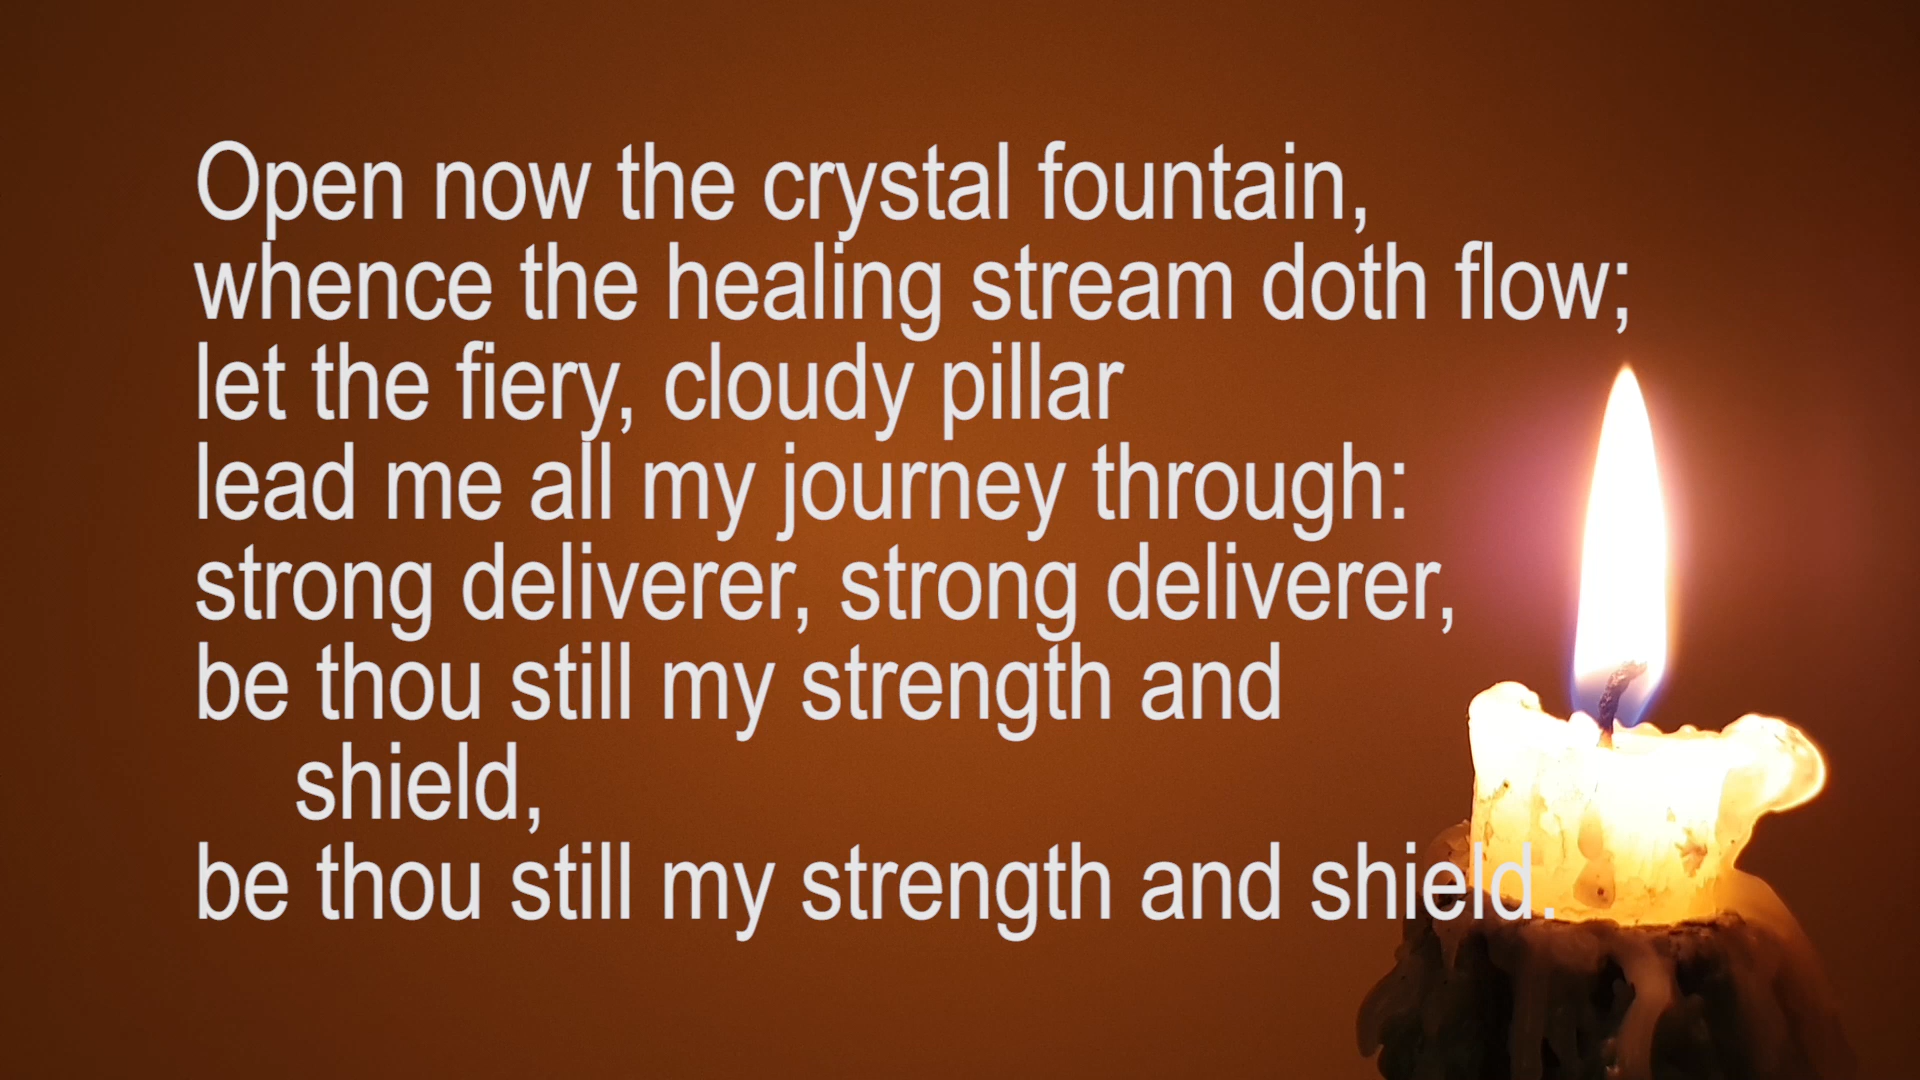 Open now the crystal fountain,
whence the healing stream doth flow;
let the fiery, cloudy pillar
lead me all my journey through:
strong deliverer, strong deliverer,
be thou still my strength and
shield,
be thou still my strength and shield.